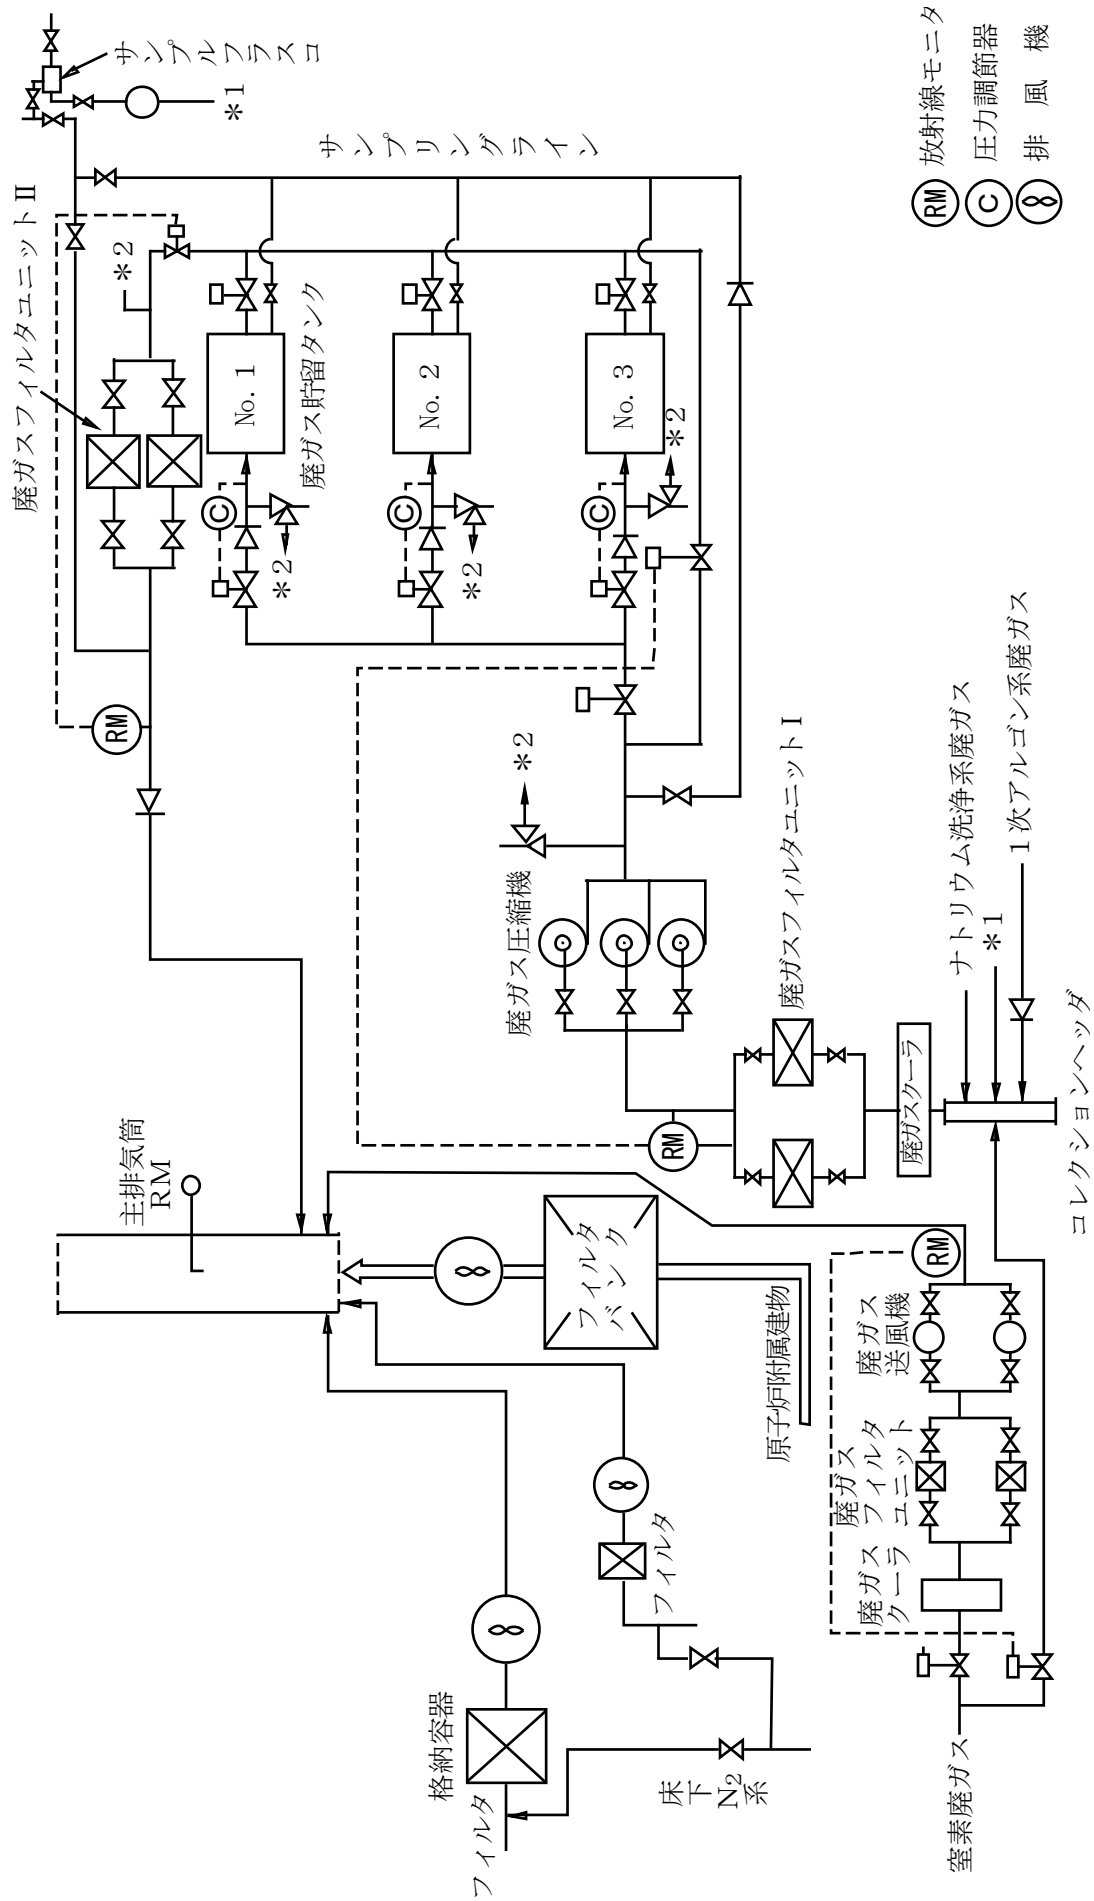 格納容器
フィルタ
床
下
N₂
系
フィルタ
主排気筒
RM
フィルタ
バンク
原子炉附属建物
窒素廃ガス
廃ガス
クーラ
廃ガス
フィルタ
ユニット
廃ガス
送風機
RM
コレクションヘッダ
廃ガスクーラ
ナトリウム洗浄系廃ガス
*1
1次アルゴン系廃ガス
RM
廃ガスフィルタユニットⅠ
廃ガス圧縮機
*2
RM
廃ガスフィルタユニットⅡ
*2
C
*2
No. 1
廃ガス貯留タンク
C
*2
No. 2
C
*2
No. 3
サンプリングライン
サンプルフラスコ
*1
RM 放射線モニタ
C 圧力調節器
排風機